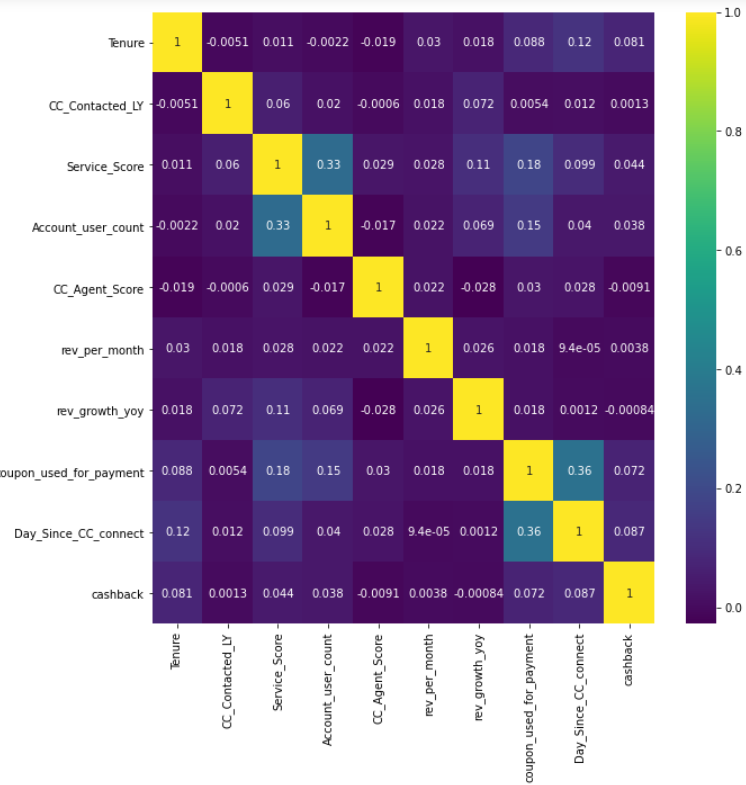 Tenure 1 -0.0051 0.011 -0.0022 -0.019 0.03 0.018 0.088 0.12 0.081
CC_Contacted_LY -0.0051 1 0.06 0.02 -0.0006 0.018 0.072 0.0054 0.012 0.0013
Service_Score 0.011 0.06 1 0.33 0.029 0.028 0.11 0.18 0.099 0.044
Account_user_count -0.0022 0.02 0.33 1 -0.017 0.022 0.069 0.15 0.04 0.038
CC_Agent_Score -0.019 -0.0006 0.029 -0.017 1 0.022 -0.028 0.03 0.028 -0.0091
rev_per_month 0.03 0.018 0.028 0.022 0.022 1 0.026 0.018 9.4e-05 0.0038
rev_growth_yoy 0.018 0.072 0.11 0.069 -0.028 0.026 1 0.018 0.0012 -0.00084
oupon_used_for_payment 0.088 0.0054 0.18 0.15 0.03 0.018 0.018 1 0.36 0.072
Day_Since_CC_connect 0.12 0.012 0.099 0.04 0.028 9.4e-05 0.0012 0.36 1 0.087
cashback 0.081 0.0013 0.044 0.038 -0.0091 0.0038 -0.00084 0.072 0.087 1
Tenure
CC_Contacted_LY
Service_Score
Account_user_count
CC_Agent_Score
rev_per_month
rev_growth_yoy
coupon_used_for_payment
Day_Since_CC_connect
cashback
1.0
0.8
0.6
0.4
0.2
0.0